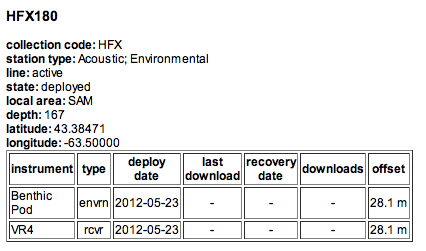 HFX180
collection code: HFX
station type: Acoustic; Environmental
line: active
state: deployed
local area: SAM
depth: 167
latitude: 43.38471
longitude: -63.50000
instrument type deploy date last download recovery date downloads offset
Benthic Pod envrn 2012-05-23 - - - 28.1 m
VR4 rcvr 2012-05-23 - - - 28.1 m